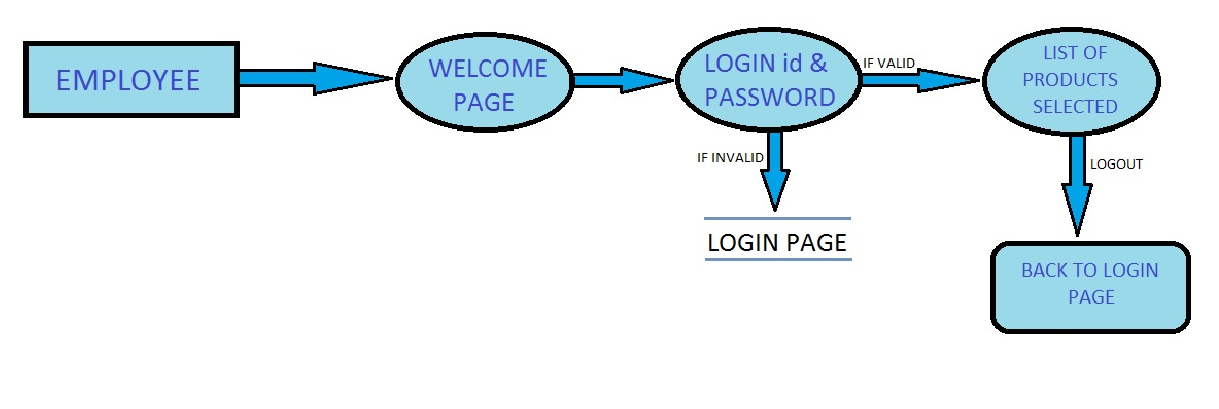 EMPLOYEE
WELCOME
PAGE
LOGIN id &
PASSWORD
IF VALID
LIST OF
PRODUCTS
SELECTED
IF INVALID
LOGOUT
LOGIN PAGE
BACK TO LOGIN
PAGE